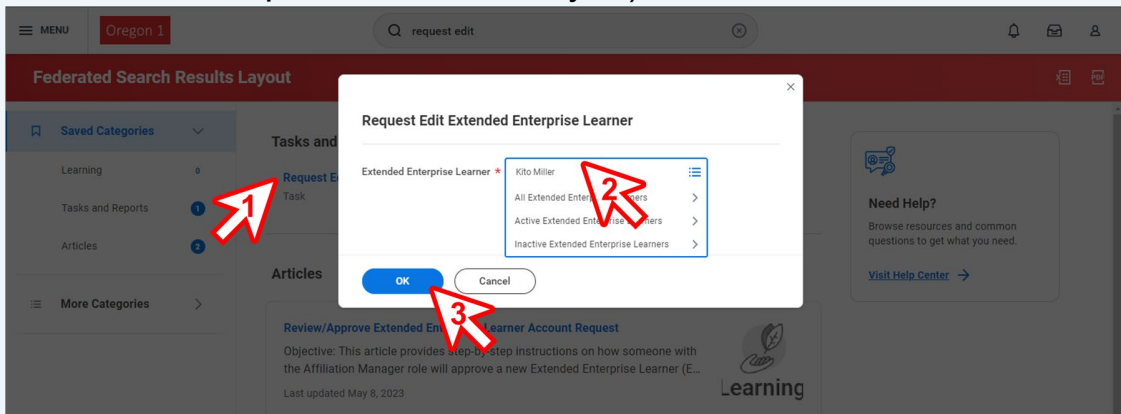 MENU
Oregon 1
request edit
Federated Search Results Layout
PDF
Saved Categories
Learning 0
Tasks and Reports 1
Articles 2
More Categories
Tasks and
Request E
Task
1
Request Edit Extended Enterprise Learner
Extended Enterprise Learner *
Kito Miller
2
All Extended Enterp ners
Active Extended Enterprise Learners
Inactive Extended Enterprise Learners
OK
Cancel
3
Articles
Review/Approve Extended En Learner Account Request
Objective: This article provides step-by-step instructions on how someone with
the Affiliation Manager role will approve a new Extended Enterprise Learner (E...
Last updated May 8, 2023
Learning
Need Help?
Browse resources and common
questions to get what you need.
Visit Help Center